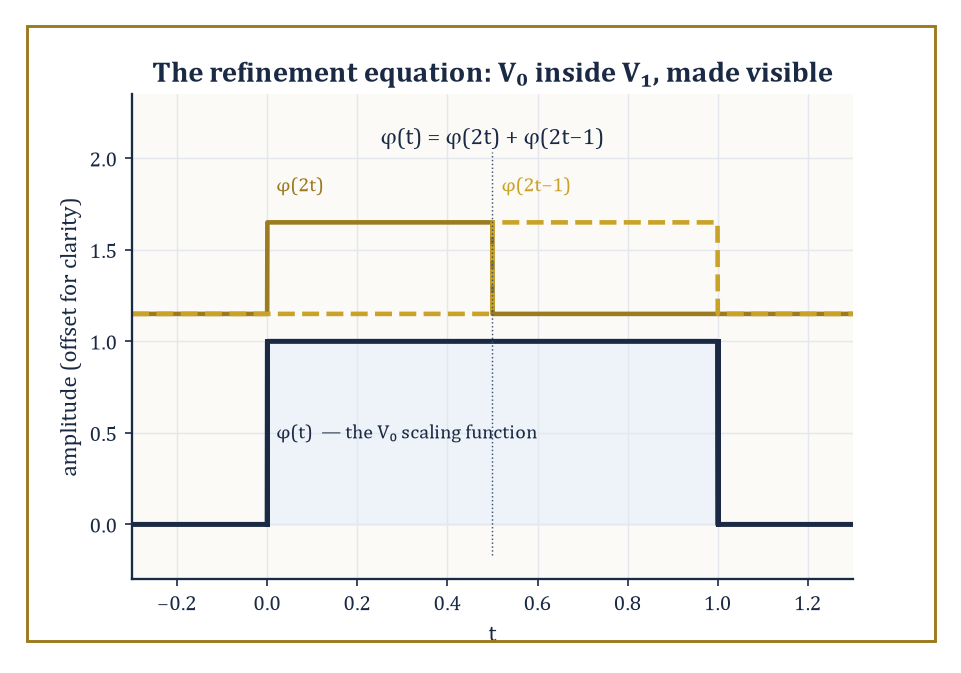 The refinement equation: V₀ inside V₁, made visible
φ(t) = φ(2t) + φ(2t−1)
φ(2t)
φ(2t−1)
φ(t) — the V₀ scaling function
amplitude (offset for clarity)
2.0
1.5
1.0
0.5
0.0
−0.2 0.0 0.2 0.4 0.6 0.8 1.0 1.2
t